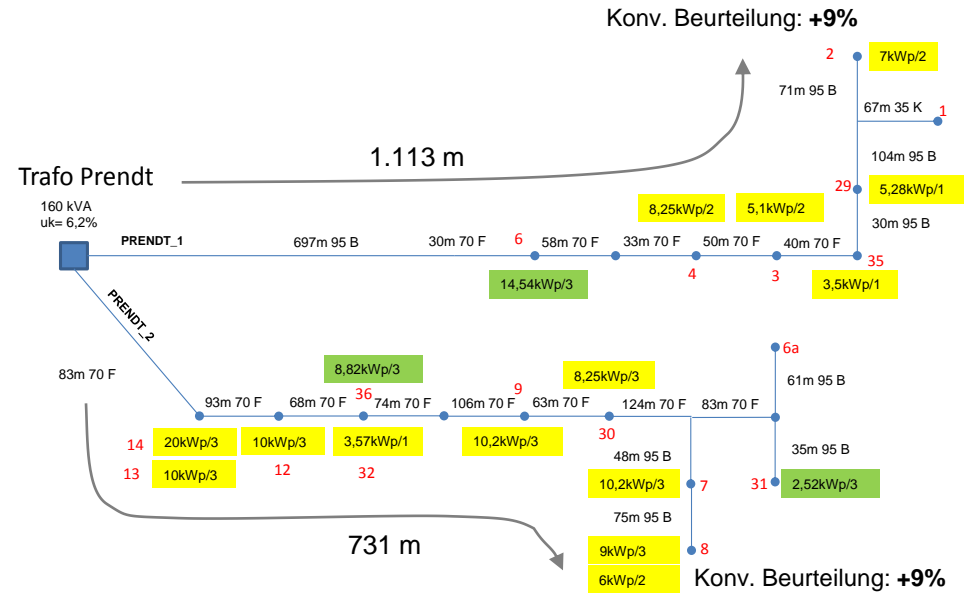 Konv. Beurteilung: +9%
2
7kWp/2
71m 95 B
67m 35 K
1
1.113 m
104m 95 B
Trafo Prendt
29
5,28kWp/1
160 kVA
uk= 6,2%
8,25kWp/2
5,1kWp/2
30m 95 B
PRENDT_1
697m 95 B
30m 70 F
6
58m 70 F
33m 70 F
50m 70 F
40m 70 F
4
3
35
14,54kWp/3
3,5kWp/1
PRENDT_2
6a
83m 70 F
8,82kWp/3
8,25kWp/3
61m 95 B
93m 70 F
68m 70 F
36
74m 70 F
106m 70 F
9
63m 70 F
124m 70 F
83m 70 F
14
20kWp/3
10kWp/3
3,57kWp/1
10,2kWp/3
30
35m 95 B
13
10kWp/3
12
32
48m 95 B
10,2kWp/3
7
31
2,52kWp/3
75m 95 B
731 m
9kWp/3
8
6kWp/2
Konv. Beurteilung: +9%